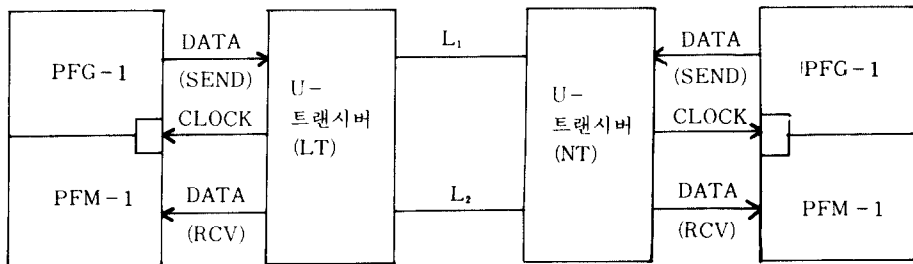 PFG-1
DATA
(SEND)
CLOCK
PFM-1
DATA
(RCV)
U-
트랜시버
(LT)
L₁
L₂
U-
트랜시버
(NT)
DATA
(SEND)
CLOCK
DATA
(RCV)
PFG-1
PFM-1